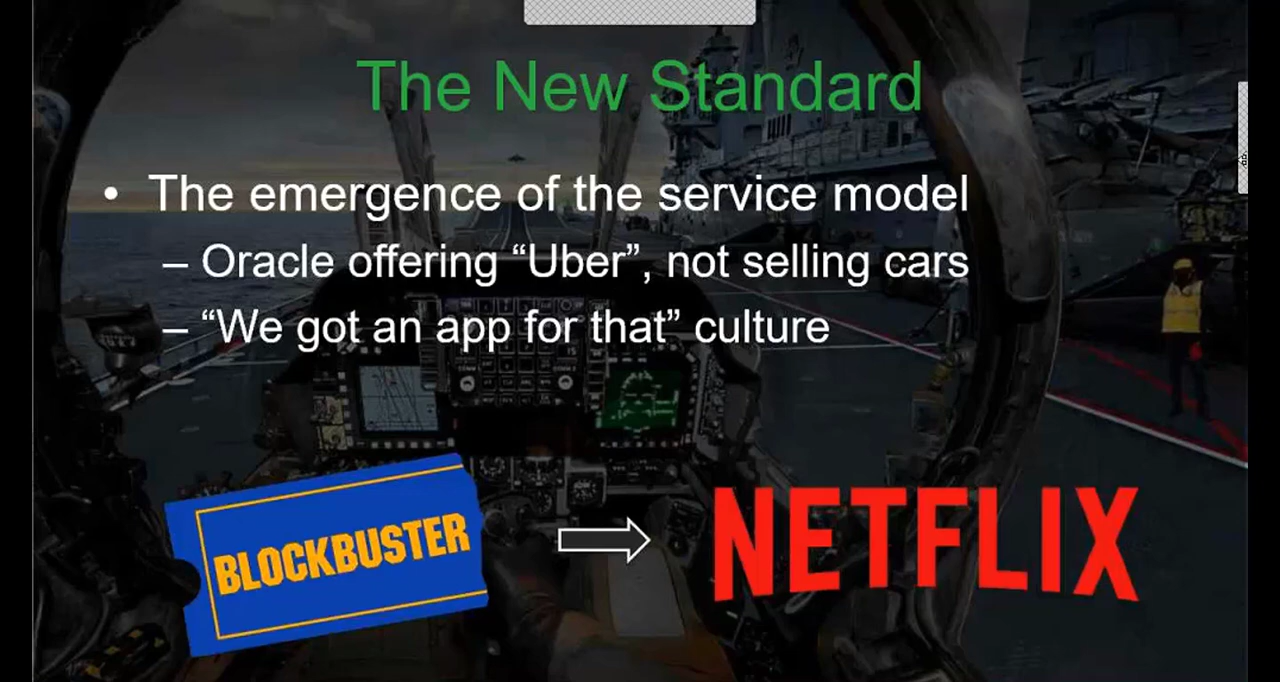 The New Standard
• The emergence of the service model
– Oracle offering “Uber”, not selling cars
– “We got an app for that” culture
BLOCKBUSTER
NETFLIX